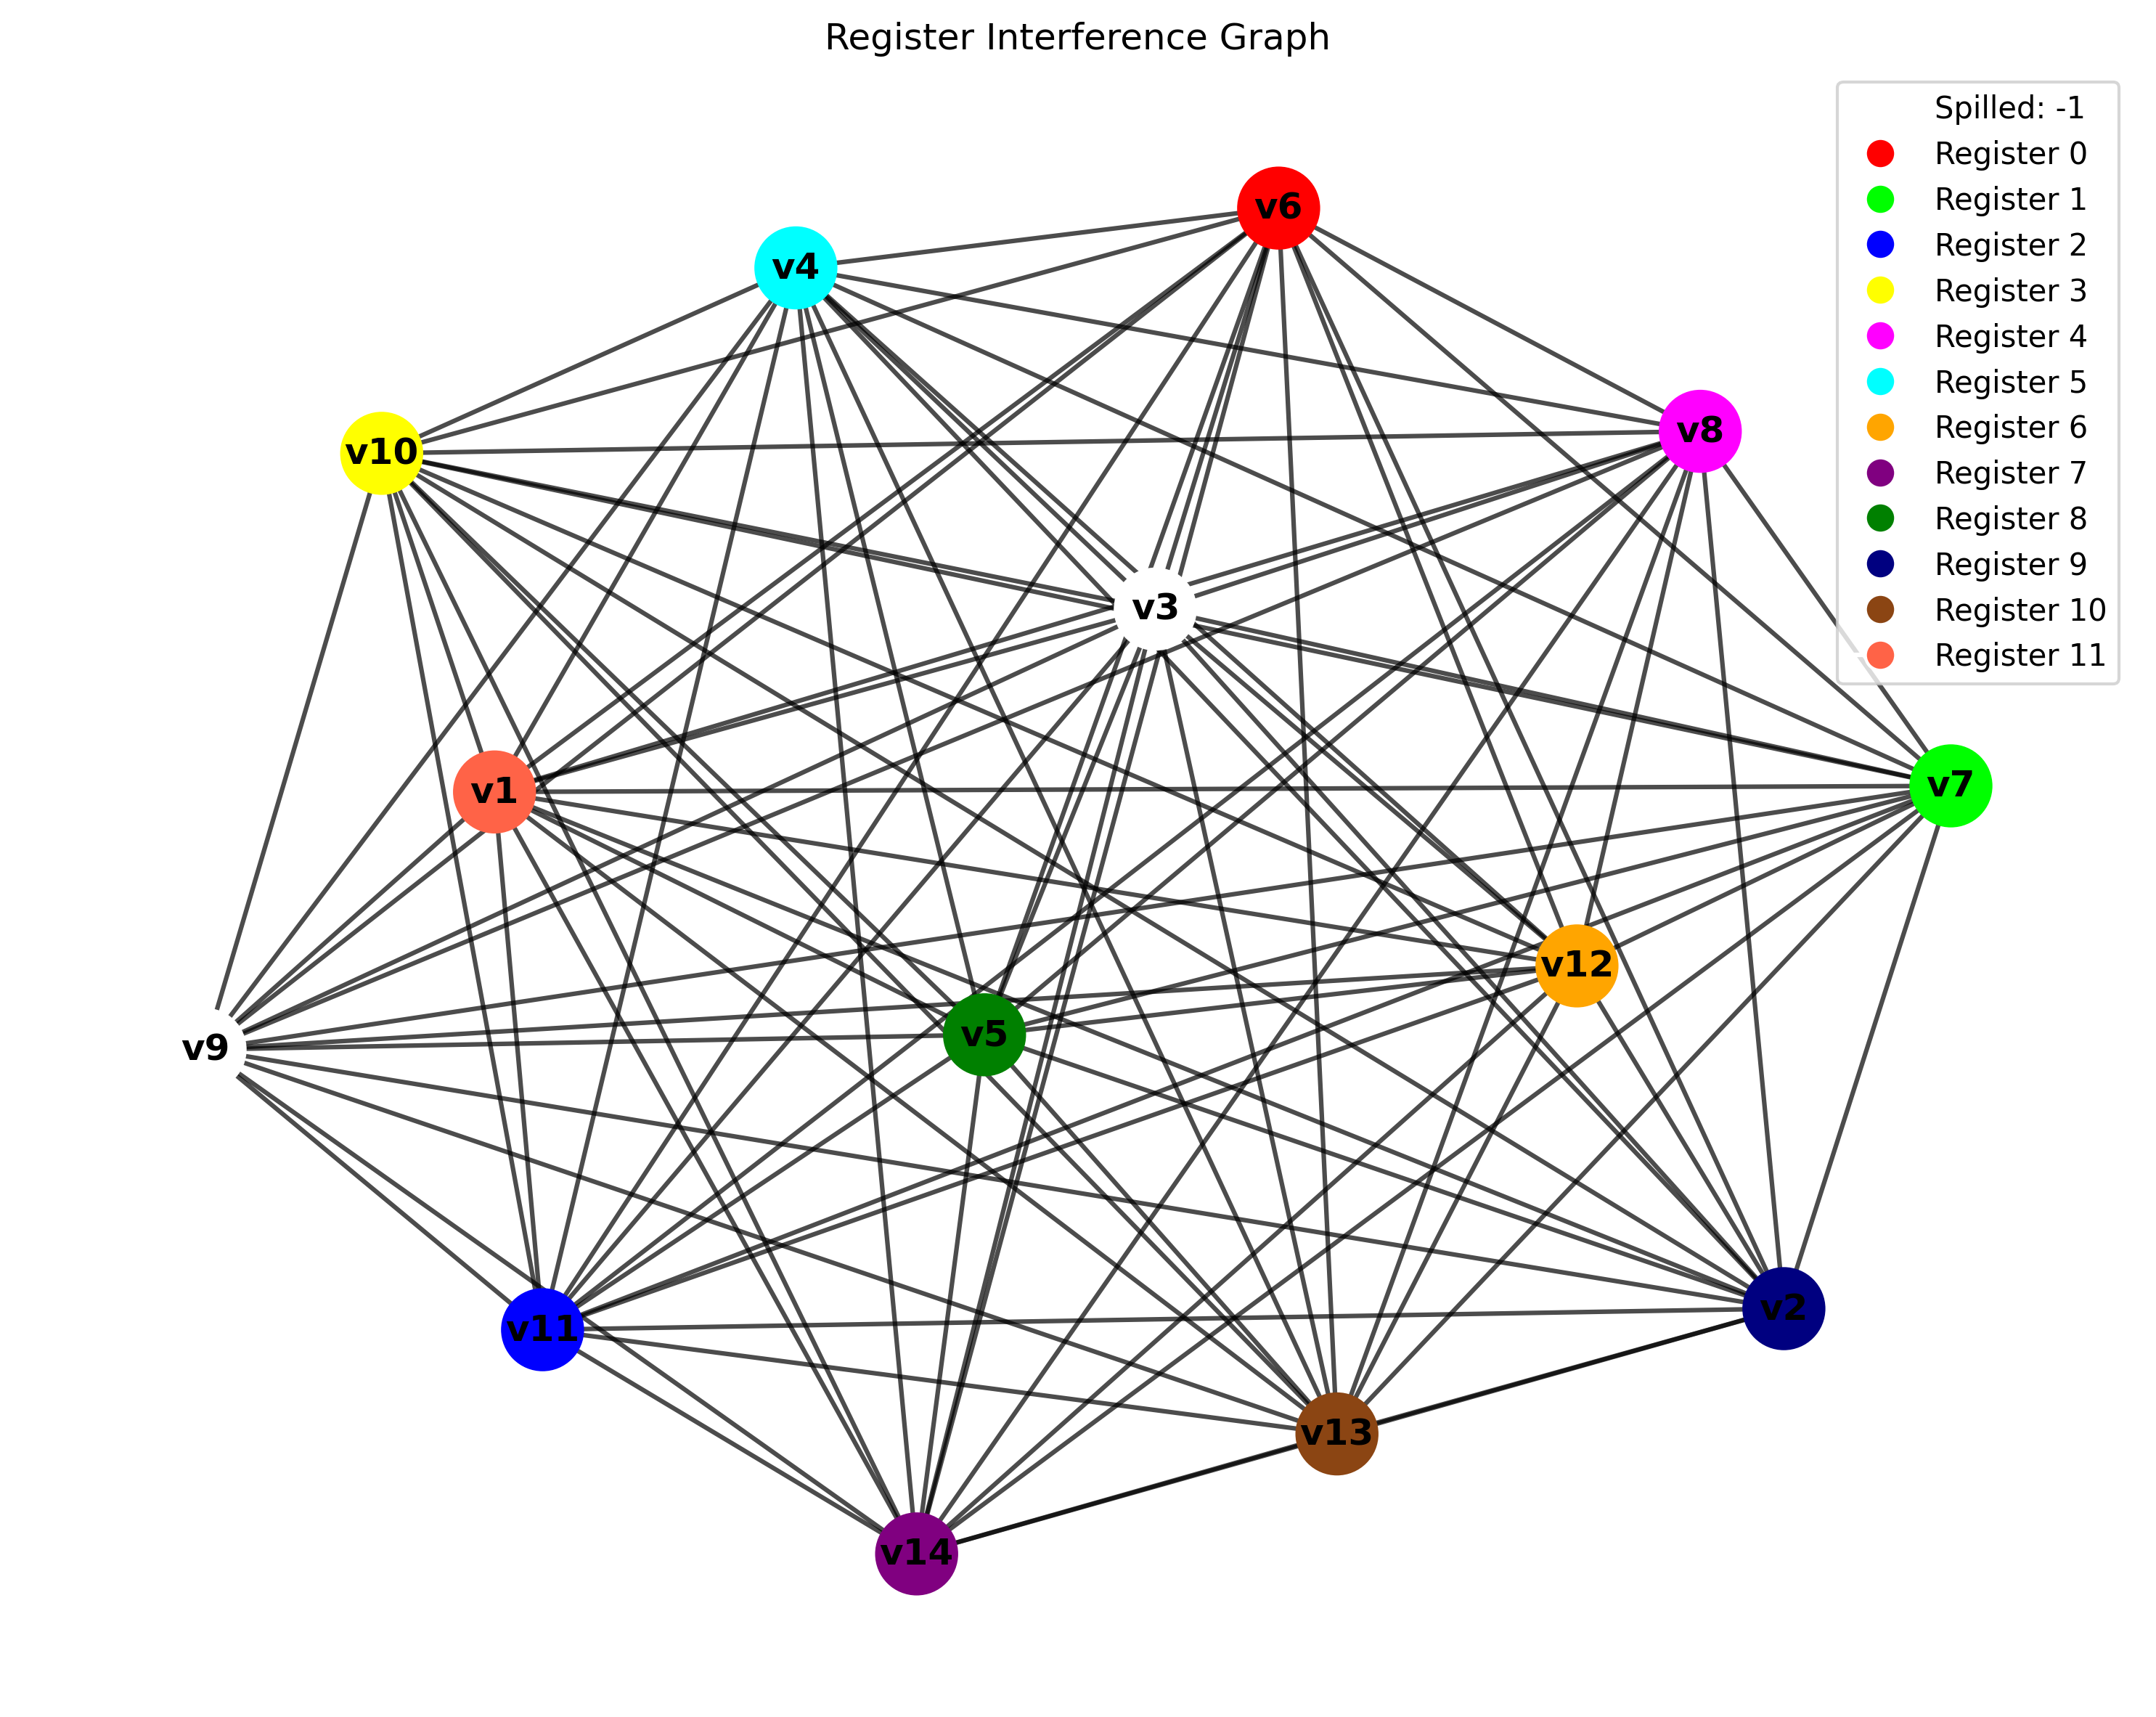 Register Interference Graph
Spilled: -1
Register 0
Register 1
Register 2
Register 3
Register 4
Register 5
Register 6
Register 7
Register 8
Register 9
Register 10
Register 11
v6
v4
v8
v10
v3
v7
v1
v12
v5
v9
v2
v11
v13
v14